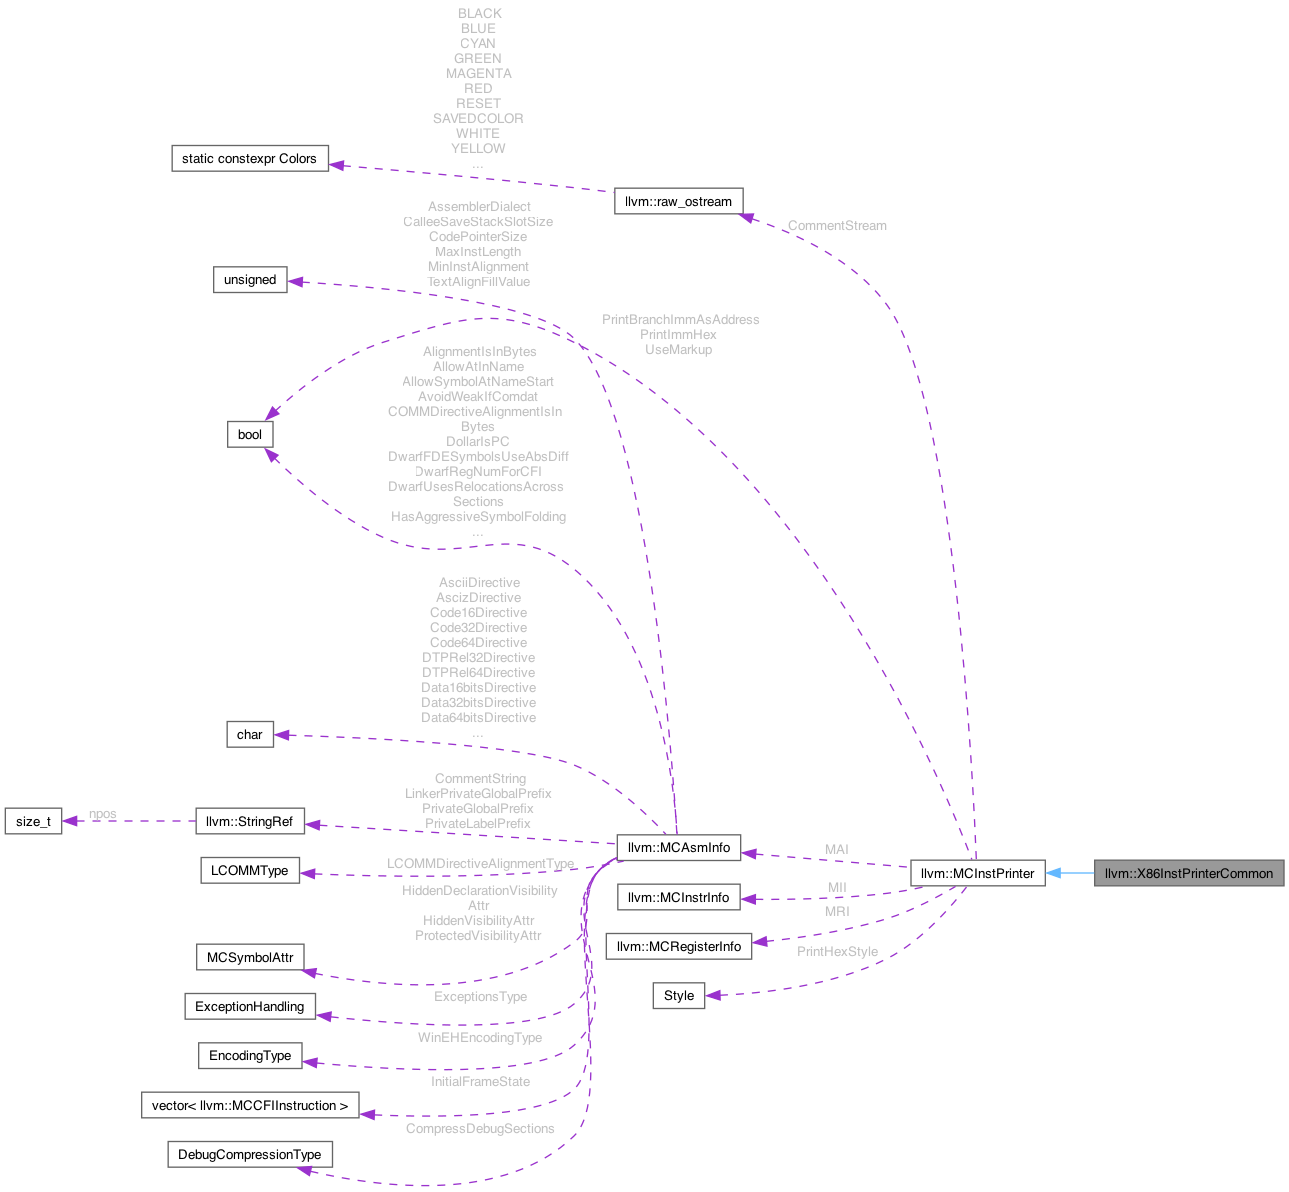 BLACK
BLUE
CYAN
GREEN
MAGENTA
RED
RESET
SAVEDCOLOR
WHITE
YELLOW
...
static constexpr Colors
llvm::raw_ostream
AssemblerDialect
CalleeSaveStackSlotSize
CodePointerSize
MaxInstLength
MinInstAlignment
TextAlignFillValue
CommentStream
unsigned
PrintBranchImmAsAddress
PrintImmHex
UseMarkup
AlignmentIsInBytes
AllowAtInName
AllowSymbolAtNameStart
AvoidWeakIfComdat
COMMDirectiveAlignmentIsIn
Bytes
DollarIsPC
DwarfFDESymbolsUseAbsDiff
DwarfRegNumForCFI
DwarfUsesRelocationsAcross
Sections
HasAggressiveSymbolFolding
...
bool
AsciiDirective
AscizDirective
Code16Directive
Code32Directive
Code64Directive
DTPRel32Directive
DTPRel64Directive
Data16bitsDirective
Data32bitsDirective
Data64bitsDirective
...
char
CommentString
LinkerPrivateGlobalPrefix
PrivateGlobalPrefix
PrivateLabelPrefix
size_t
npos
llvm::StringRef
llvm::MCAsmInfo
MAI
LCOMMType
LCOMMDirectiveAlignmentType
llvm::MCInstPrinter
llvm::X86InstPrinterCommon
HiddenDeclarationVisibility
Attr
HiddenVisibilityAttr
ProtectedVisibilityAttr
llvm::MCInstrInfo
MII
MRI
llvm::MCRegisterInfo
PrintHexStyle
MCSymbolAttr
Style
ExceptionHandling
ExceptionsType
WinEHEncodingType
EncodingType
InitialFrameState
vector< llvm::MCCFIInstruction >
CompressDebugSections
DebugCompressionType